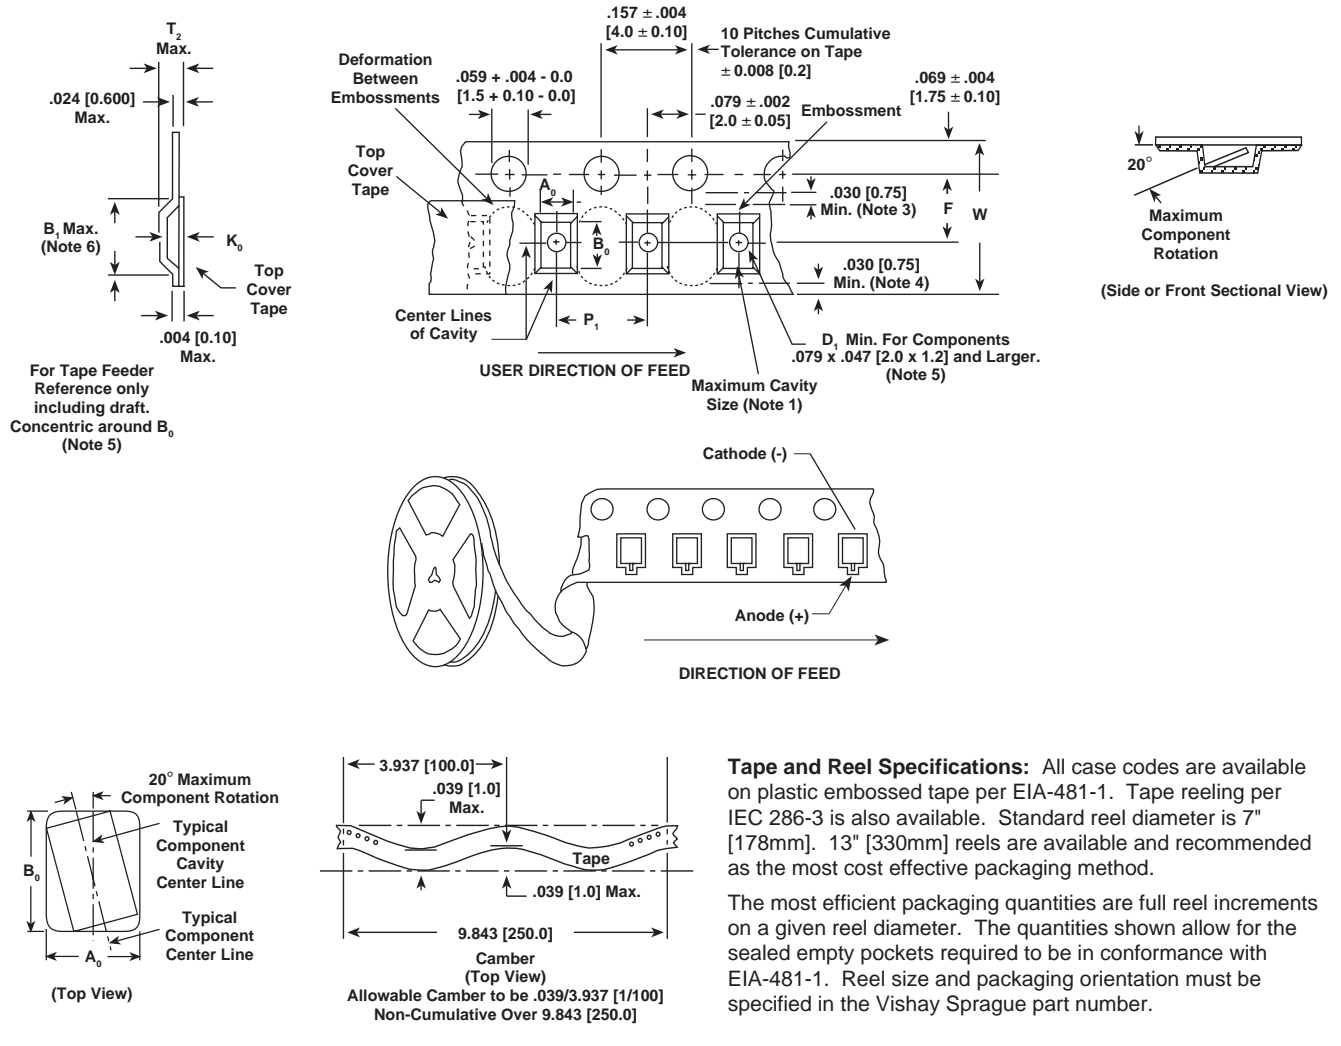 T2
Max.
.024 [0.600]
Max.
B1 Max.
(Note 6)
K0
Top
Cover
Tape
.004 [0.10]
Max.
For Tape Feeder
Reference only
including draft.
Concentric around B0
(Note 5)
.157 ± .004
[4.0 ± 0.10]
10 Pitches Cumulative
Tolerance on Tape
± 0.008 [0.2]
Deformation
Between
Embossments
.059 + .004 - 0.0
[1.5 + 0.10 - 0.0]
.079 ± .002
[2.0 ± 0.05]
Embossment
.069 ± .004
[1.75 ± 0.10]
Top
Cover
Tape
A0
B0
.030 [0.75]
Min. (Note 3)
F
W
.030 [0.75]
Min. (Note 4)
Center Lines
of Cavity
P1
USER DIRECTION OF FEED
D1 Min. For Components
.079 x .047 [2.0 x 1.2] and Larger.
(Note 5)
Maximum Cavity
Size (Note 1)
20°
Maximum
Component
Rotation
(Side or Front Sectional View)
Cathode (-)
Anode (+)
DIRECTION OF FEED
20° Maximum
Component Rotation
Typical
Component
Cavity
Center Line
B0
Typical
Component
Center Line
A0
(Top View)
3.937 [100.0]
.039 [1.0]
Max.
Tape
.039 [1.0] Max.
9.843 [250.0]
Camber
(Top View)
Allowable Camber to be .039/3.937 [1/100]
Non-Cumulative Over 9.843 [250.0]
Tape and Reel Specifications: All case codes are available
on plastic embossed tape per EIA-481-1. Tape reeling per
IEC 286-3 is also available. Standard reel diameter is 7"
[178mm]. 13" [330mm] reels are available and recommended
as the most cost effective packaging method.
The most efficient packaging quantities are full reel increments
on a given reel diameter. The quantities shown allow for the
sealed empty pockets required to be in conformance with
EIA-481-1. Reel size and packaging orientation must be
specified in the Vishay Sprague part number.